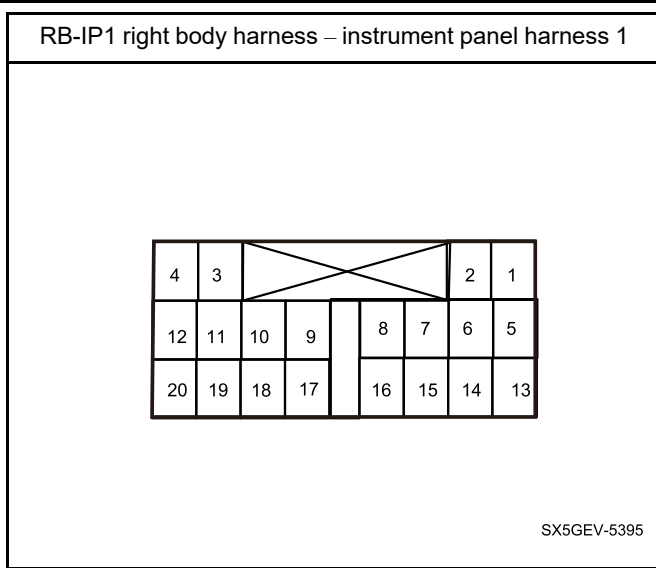 RB-IP1 right body harness – instrument panel harness 1
4 3 2 1
12 11 10 9 8 7 6 5
20 19 18 17 16 15 14 13
SX5GEV-5395